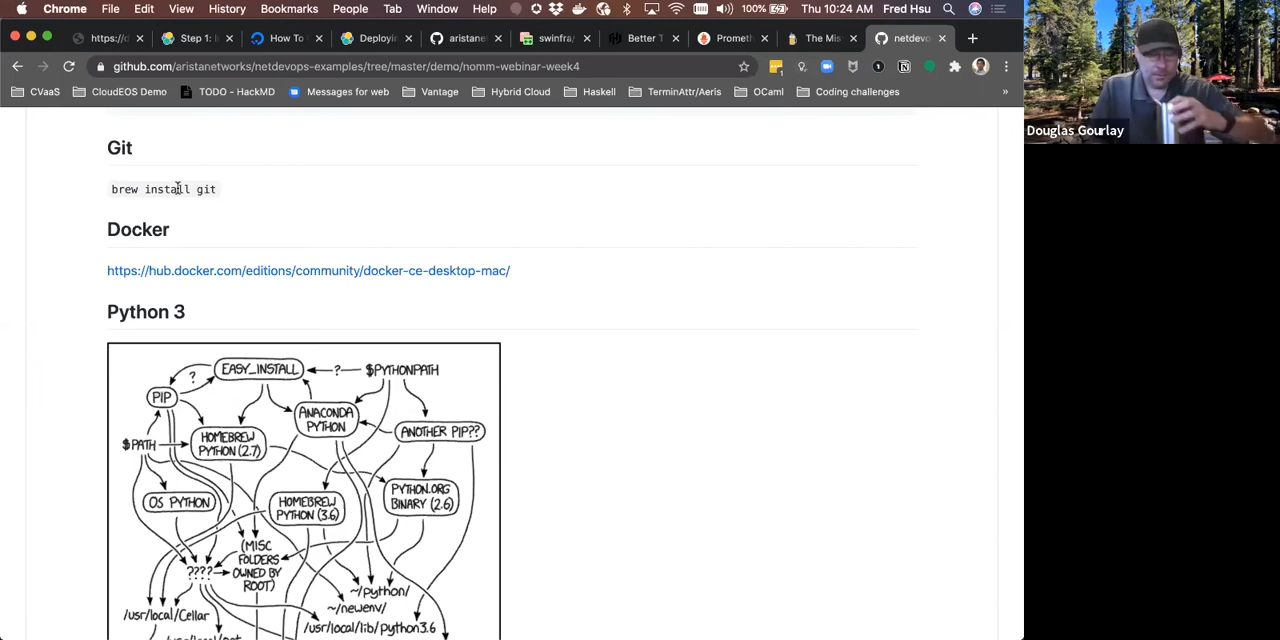 Chrome File Edit View History Bookmarks People Tab Window Help 100% Thu 10:24 AM Fred Hsu
https://d Step 1: I How To Deployin aristane swinfra/ Better T Prometh The Mis netdevo
github.com/aristanetworks/netdevops-examples/tree/master/demo/nomm-webinar-week4
CVaaS CloudEOS Demo TODO - HackMD Messages for web Vantage Hybrid Cloud Haskell TerminAttr/Aeris OCaml Coding challenges »
Douglas Gourlay
Git
brew install git
Docker
https://hub.docker.com/editions/community/docker-ce-desktop-mac/
Python 3
EASY_INSTALL
?
$PYTHONPATH
?
PIP
ANACONDA
PYTHON
ANOTHER PIP??
$PATH
HOMEBREW
PYTHON (2.7)
OS PYTHON
HOMEBREW
PYTHON (3.6)
PYTHON.ORG
BINARY (2.6)
(MISC
FOLDERS
OWNED BY
ROOT)
????
~/python/
~/newenv/
/usr/local/Cellar
/usr/local/lib/python3.6